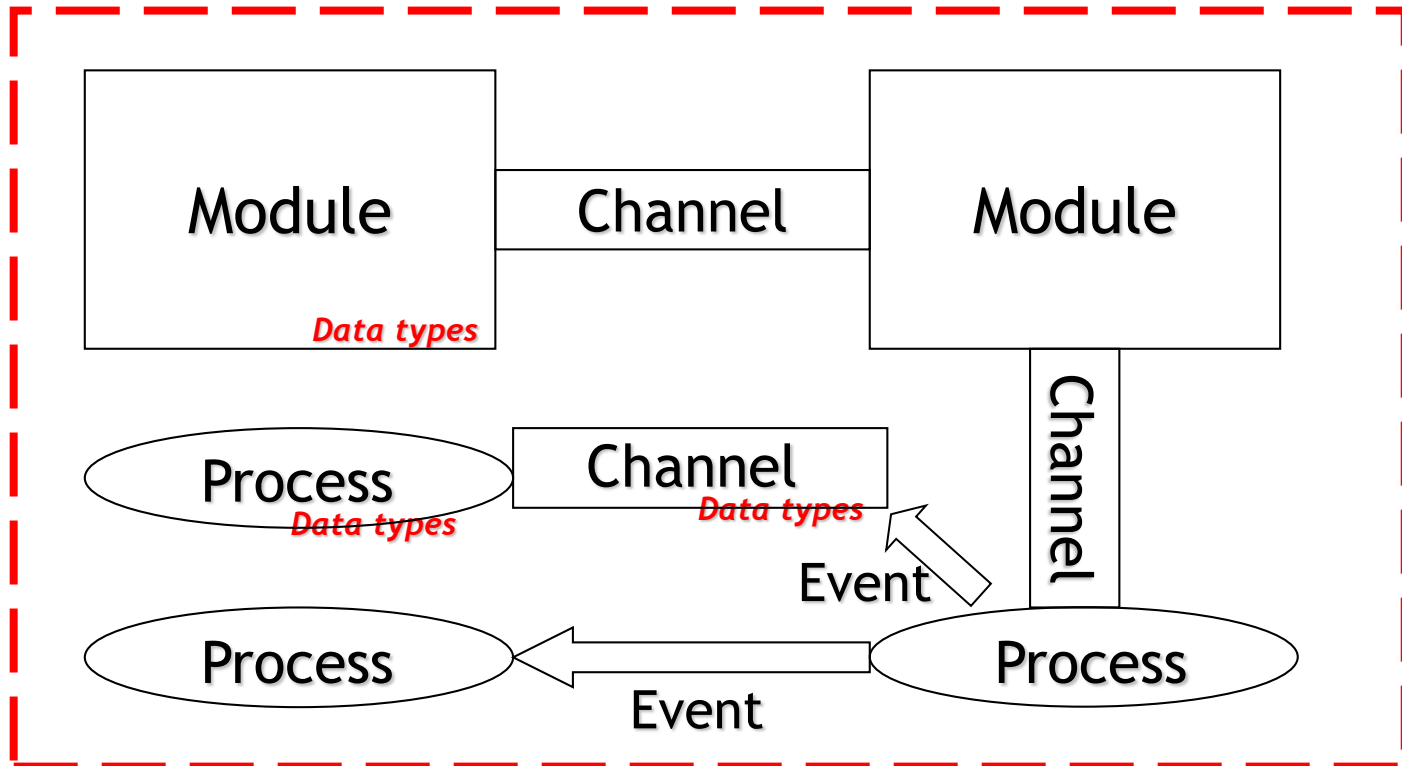 Module
Channel
Module
Data types
Channel
Process
Channel
Data types
Data types
Event
Process
Process
Event